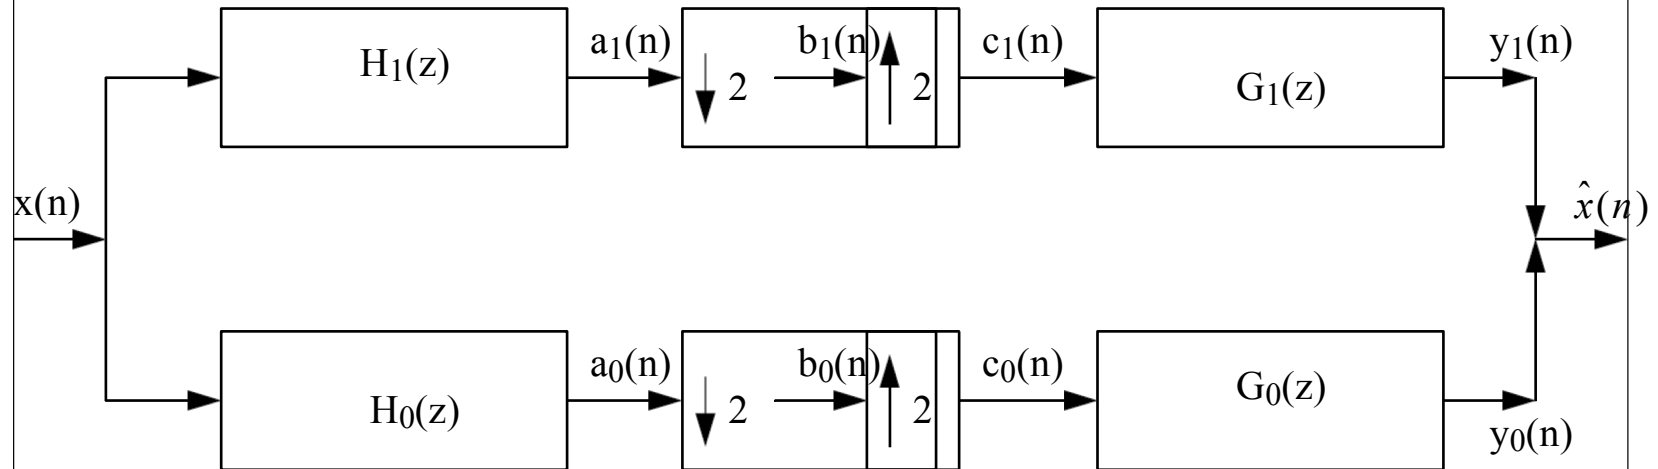 H₁(z) a₁(n) ↓ 2 b₁(n) ↑ 2 c₁(n) G₁(z) y₁(n)
x(n) x̂(n)
H₀(z) a₀(n) ↓ 2 b₀(n) ↑ 2 c₀(n) G₀(z) y₀(n)